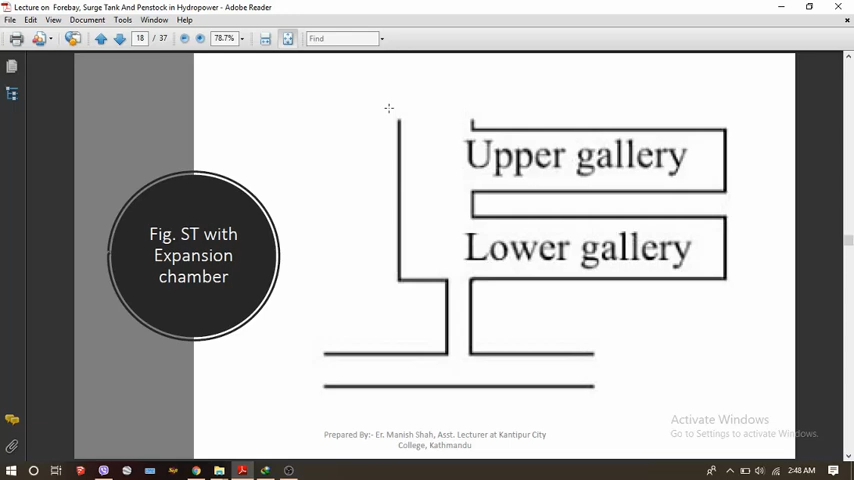 Lecture on Forebay, Surge Tank And Penstock in Hydropower - Adobe Reader
File Edit View Document Tools Window Help
18 / 37 78.7% Find
Upper gallery
Fig. ST with
Expansion
chamber
Lower gallery
Prepared By:- Er. Manish Shah, Asst. Lecturer at Kantipur City
College, Kathmandu
Activate Windows
Go to Settings to activate Windows.
2:48 AM